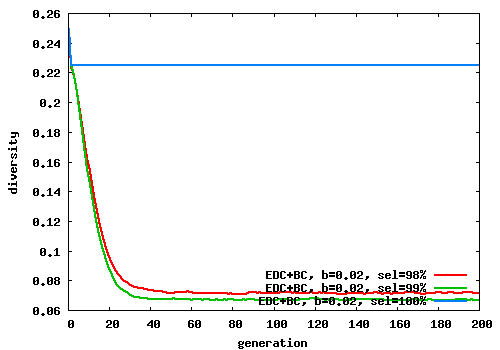 0.26
0.24
0.22
0.2
0.18
0.16
0.14
0.12
0.1
0.08
0.06
diversity
EDC+BC, b=0.02, sel=98%
EDC+BC, b=0.02, sel=99%
EDC+BC, b=0.02, sel=100%
0 20 40 60 80 100 120 140 160 180 200
generation